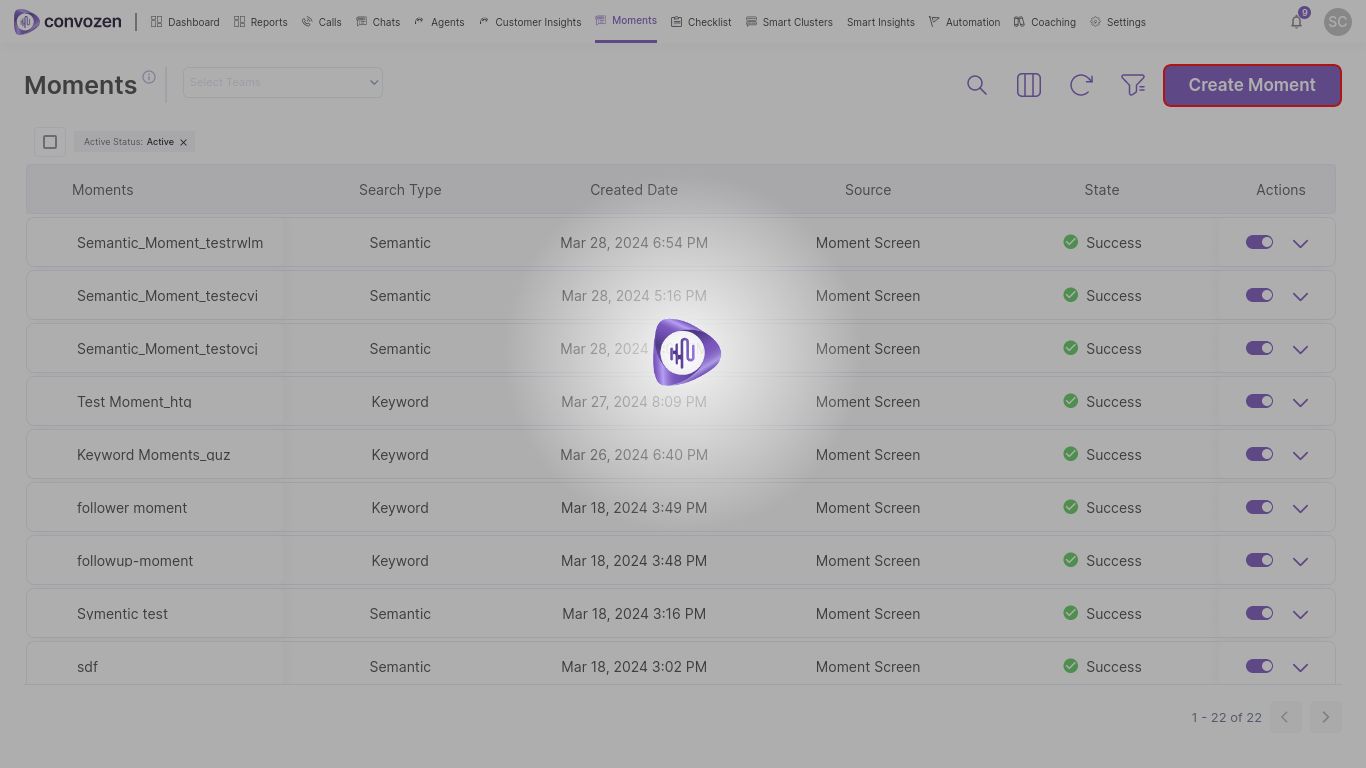 convozen Dashboard Reports Calls Chats Agents Customer Insights Moments Checklist Smart Clusters Smart Insights Automation Coaching Settings 9 SC
Moments Select Teams Create Moment
Active Status: Active
Moments Search Type Created Date Source State Actions
Semantic_Moment_testrwlm Semantic Mar 28, 2024 6:54 PM Moment Screen Success
Semantic_Moment_testecvi Semantic Mar 28, 2024 5:16 PM Moment Screen Success
Semantic_Moment_testovcj Semantic Mar 28, 2024 Moment Screen Success
Test Moment_htq Keyword Mar 27, 2024 8:09 PM Moment Screen Success
Keyword Moments_quz Keyword Mar 26, 2024 6:40 PM Moment Screen Success
follower moment Keyword Mar 18, 2024 3:49 PM Moment Screen Success
followup-moment Keyword Mar 18, 2024 3:48 PM Moment Screen Success
Symentic test Semantic Mar 18, 2024 3:16 PM Moment Screen Success
sdf Semantic Mar 18, 2024 3:02 PM Moment Screen Success
1 - 22 of 22